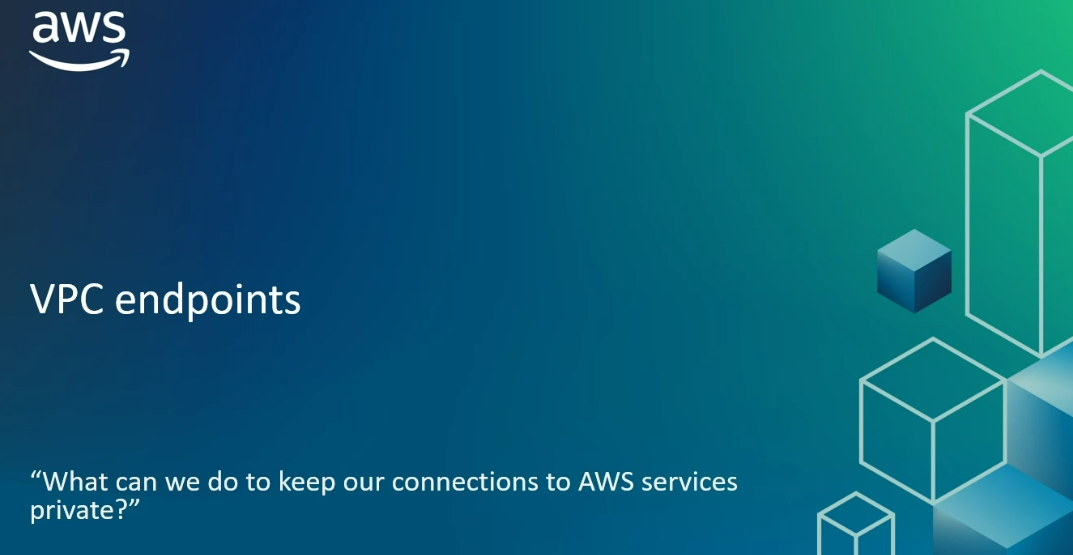 aws
VPC endpoints
“What can we do to keep our connections to AWS services
private?”